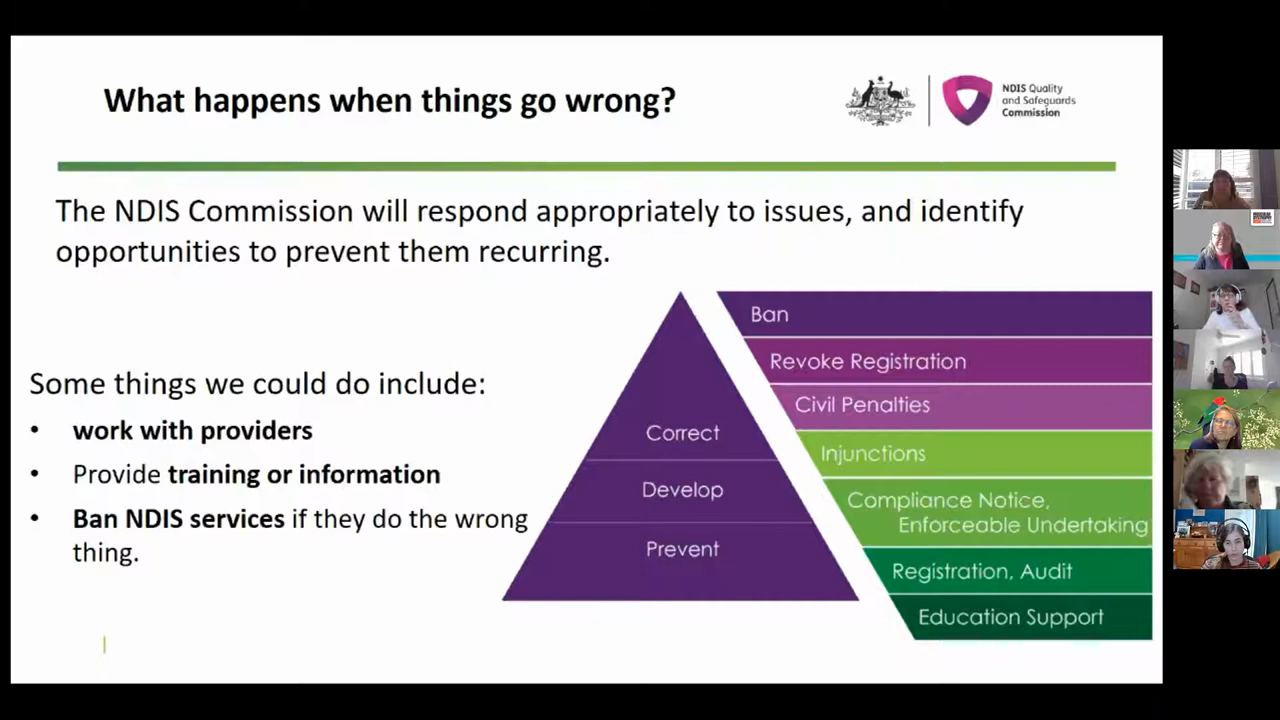 What happens when things go wrong?
NDIS Quality
and Safeguards
Commission
The NDIS Commission will respond appropriately to issues, and identify
opportunities to prevent them recurring.
Some things we could do include:
• work with providers
• Provide training or information
• Ban NDIS services if they do the wrong
thing.
Correct
Develop
Prevent
Ban
Revoke Registration
Civil Penalties
Injunctions
Compliance Notice,
Enforceable Undertaking
Registration, Audit
Education Support